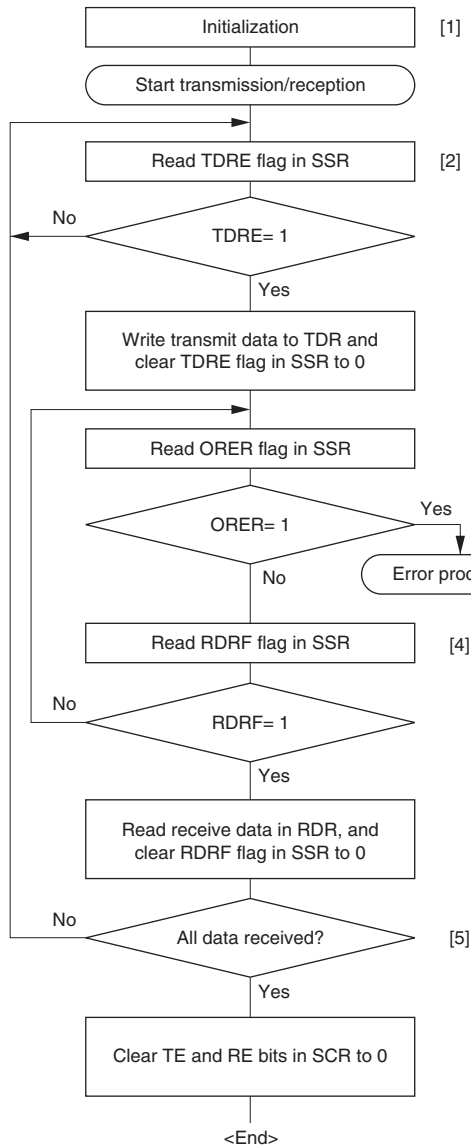 Initialization
[1]
Start transmission/reception
Read TDRE flag in SSR
[2]
No
TDRE= 1
Yes
Write transmit data to TDR and
clear TDRE flag in SSR to 0
Read ORER flag in SSR
Yes
ORER= 1
No
Error
Read RDRF flag in SSR
[4]
No
RDRF= 1
Yes
Read receive data in RDR, and
clear RDRF flag in SSR to 0
No
All data received?
[5]
Yes
Clear TE and RE bits in SCR to 0
<End>